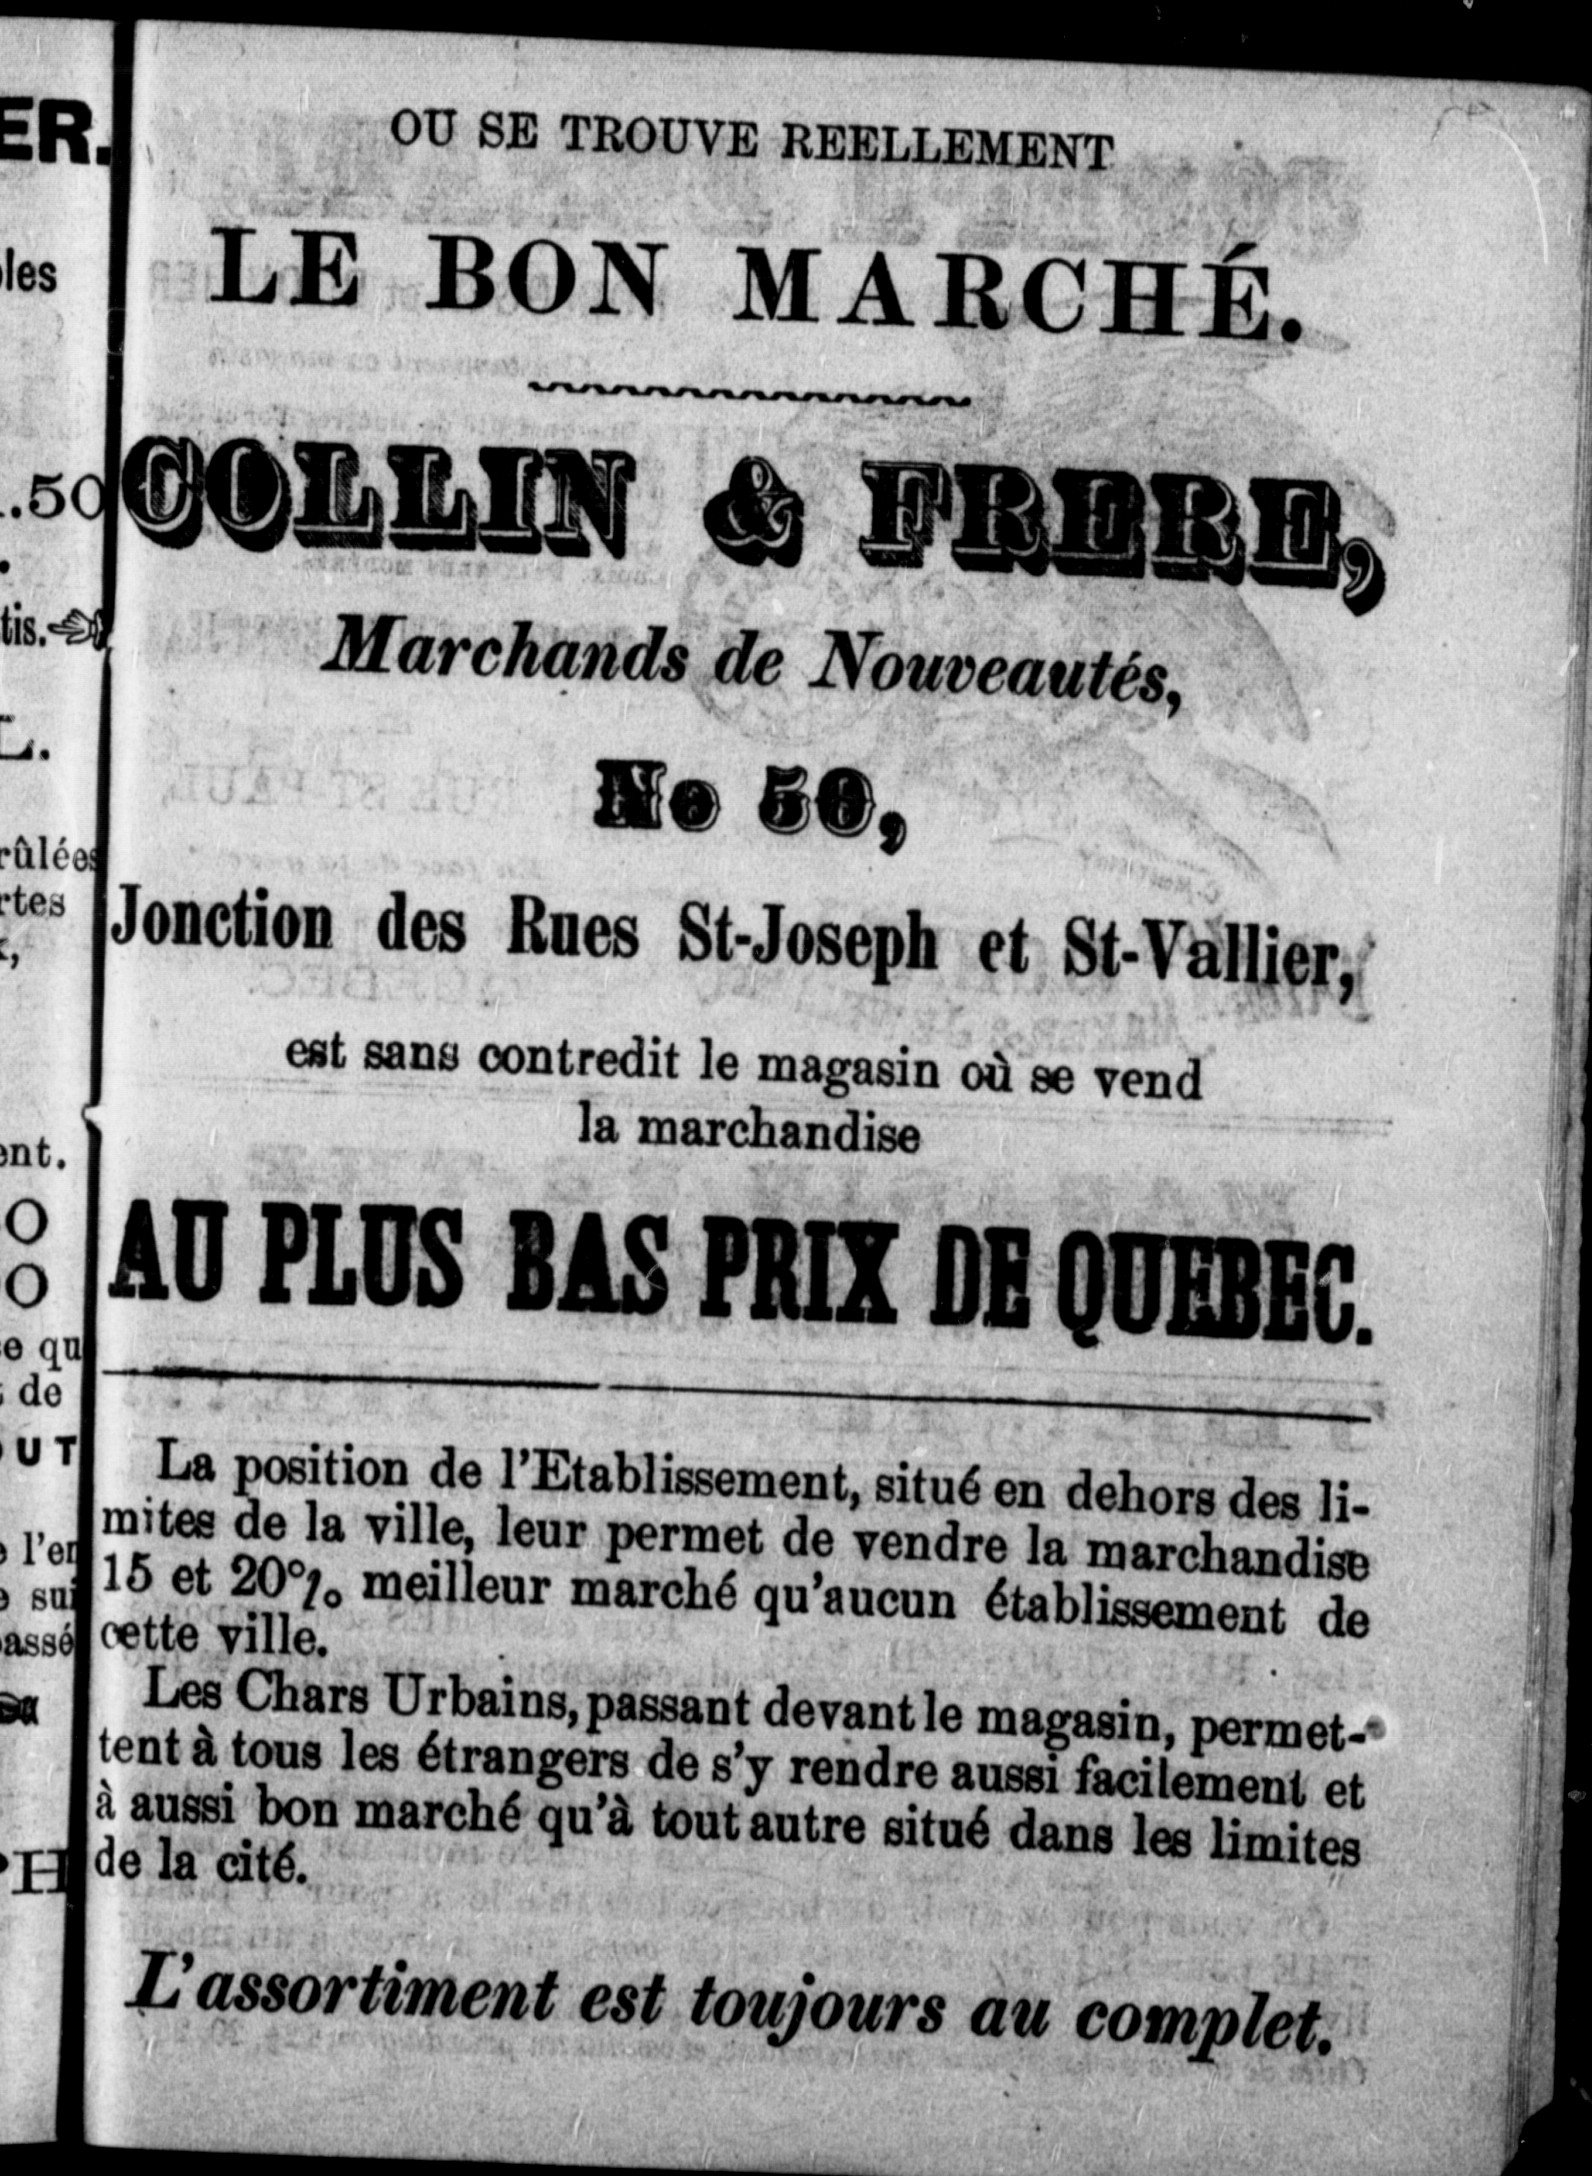 OU SE TROUVE REELLEMENT
LE BON MARCHÉ.
COLLIN & FRERE,
Marchands de Nouveautés,
No 50,
Jonction des Rues St-Joseph et St-Vallier,
est sans contredit le magasin où se vend
la marchandise
AU PLUS BAS PRIX DE QUEBEC.
La position de l'Etablissement, situé en dehors des li-
mites de la ville, leur permet de vendre la marchandise
15 et 20% meilleur marché qu'aucun établissement de
cette ville.
Les Chars Urbains, passant devant le magasin, permet-
tent à tous les étrangers de s'y rendre aussi facilement et
à aussi bon marché qu'à tout autre situé dans les limites
de la cité.
L'assortiment est toujours au complet.